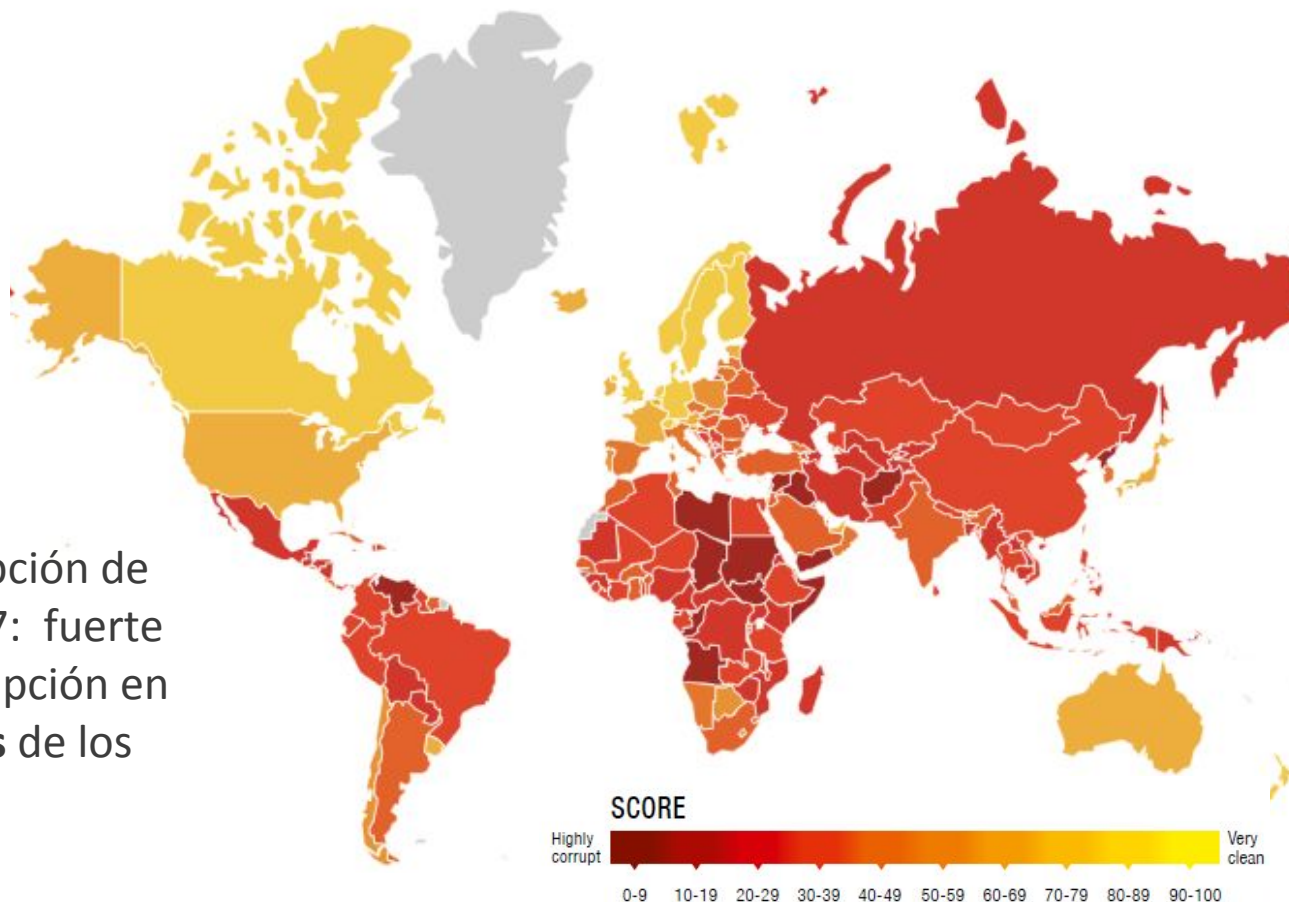 pción de
7: fuerte
upción en
s de los
SCORE
Highly
corrupt
Very
clean
0-9 10-19 20-29 30-39 40-49 50-59 60-69 70-79 80-89 90-100